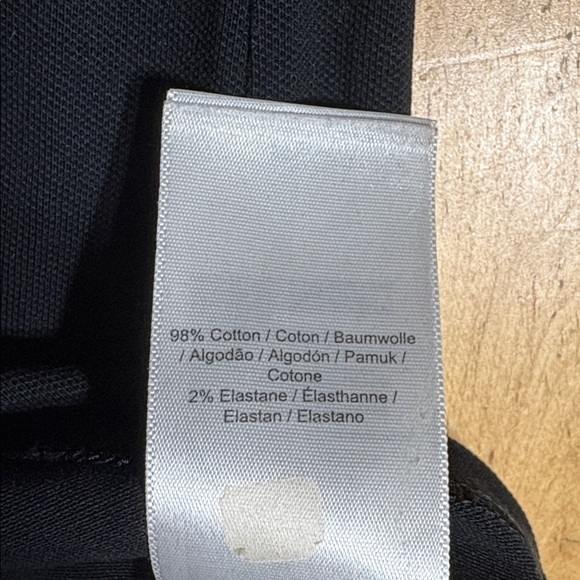 98% Cotton / Coton / Baumwolle
/ Algodão / Algodón / Pamuk /
Cotone
2% Elastane / Élasthanne /
Elastan / Elastano